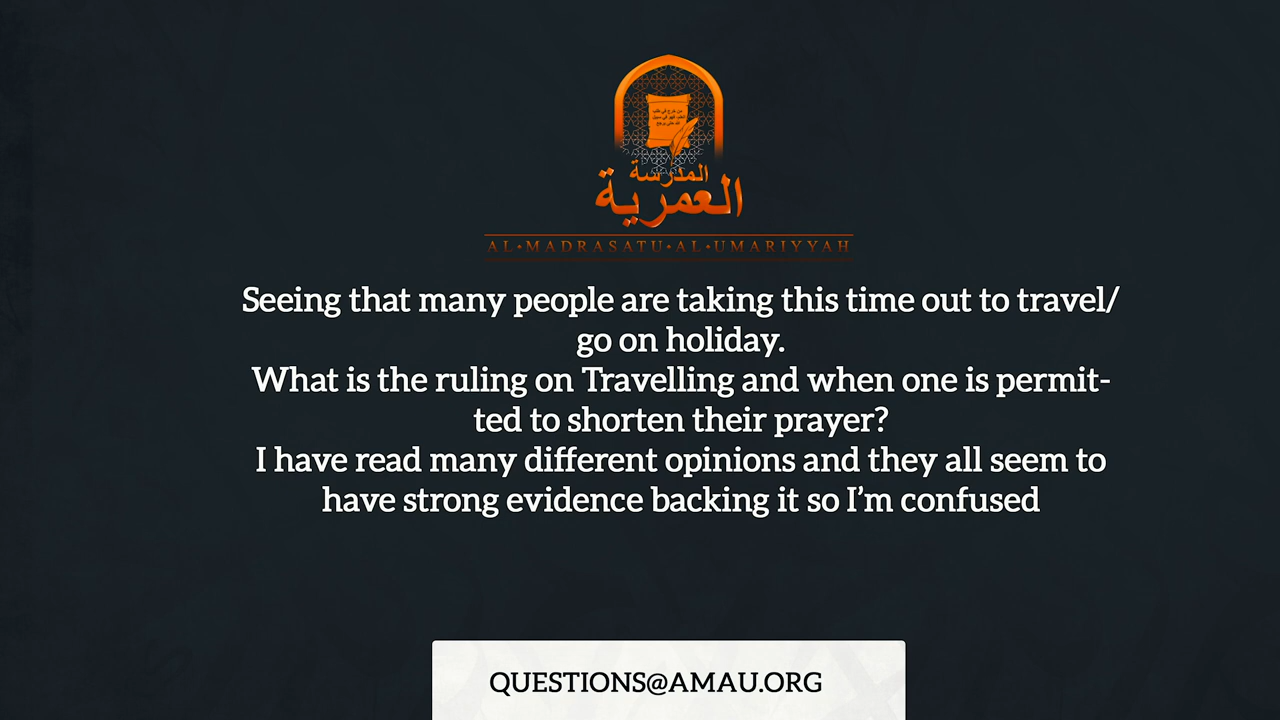 المدرسة
العمرية
AL•MADRASATU•AL•UMARIYYAH
Seeing that many people are taking this time out to travel/
go on holiday.
What is the ruling on Travelling and when one is permit-
ted to shorten their prayer?
I have read many different opinions and they all seem to
have strong evidence backing it so I’m confused
QUESTIONS@AMAU.ORG